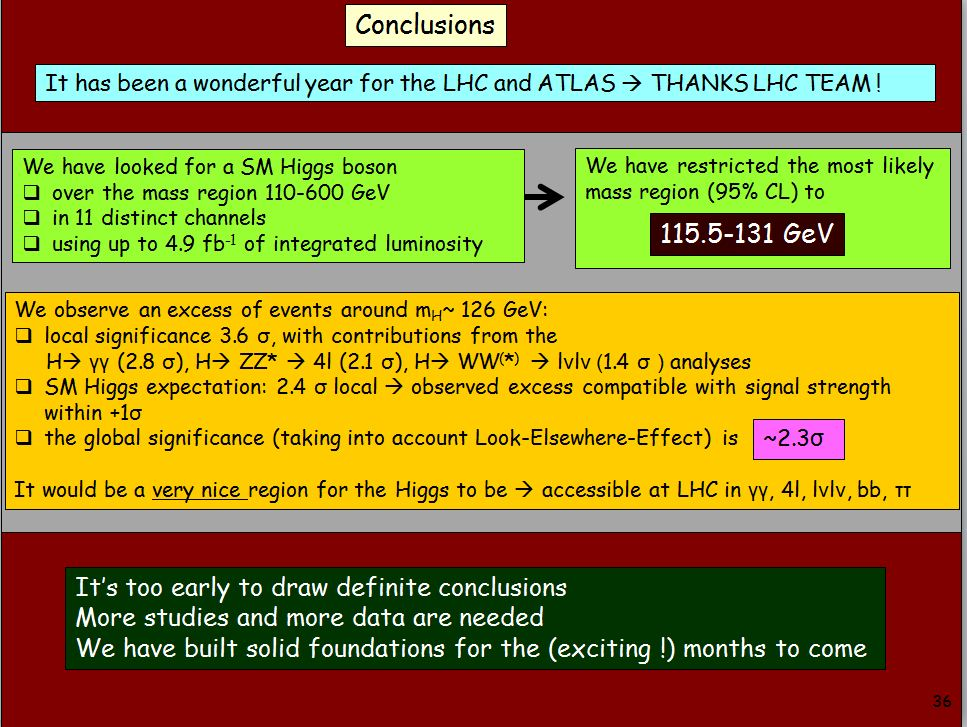 Conclusions
It has been a wonderful year for the LHC and ATLAS → THANKS LHC TEAM !
We have looked for a SM Higgs boson
❑ over the mass region 110-600 GeV
❑ in 11 distinct channels
❑ using up to 4.9 fb⁻¹ of integrated luminosity
We have restricted the most likely
mass region (95% CL) to
115.5-131 GeV
We observe an excess of events around mH~ 126 GeV:
❑ local significance 3.6 σ, with contributions from the
H→ γγ (2.8 σ), H→ ZZ* → 4l (2.1 σ), H→ WW(*) → lνlν (1.4 σ ) analyses
❑ SM Higgs expectation: 2.4 σ local → observed excess compatible with signal strength
within +1σ
❑ the global significance (taking into account Look-Elsewhere-Effect) is
~2.3σ
It would be a very nice region for the Higgs to be → accessible at LHC in γγ, 4l, lνlν, bb, ττ
It's too early to draw definite conclusions
More studies and more data are needed
We have built solid foundations for the (exciting !) months to come
36